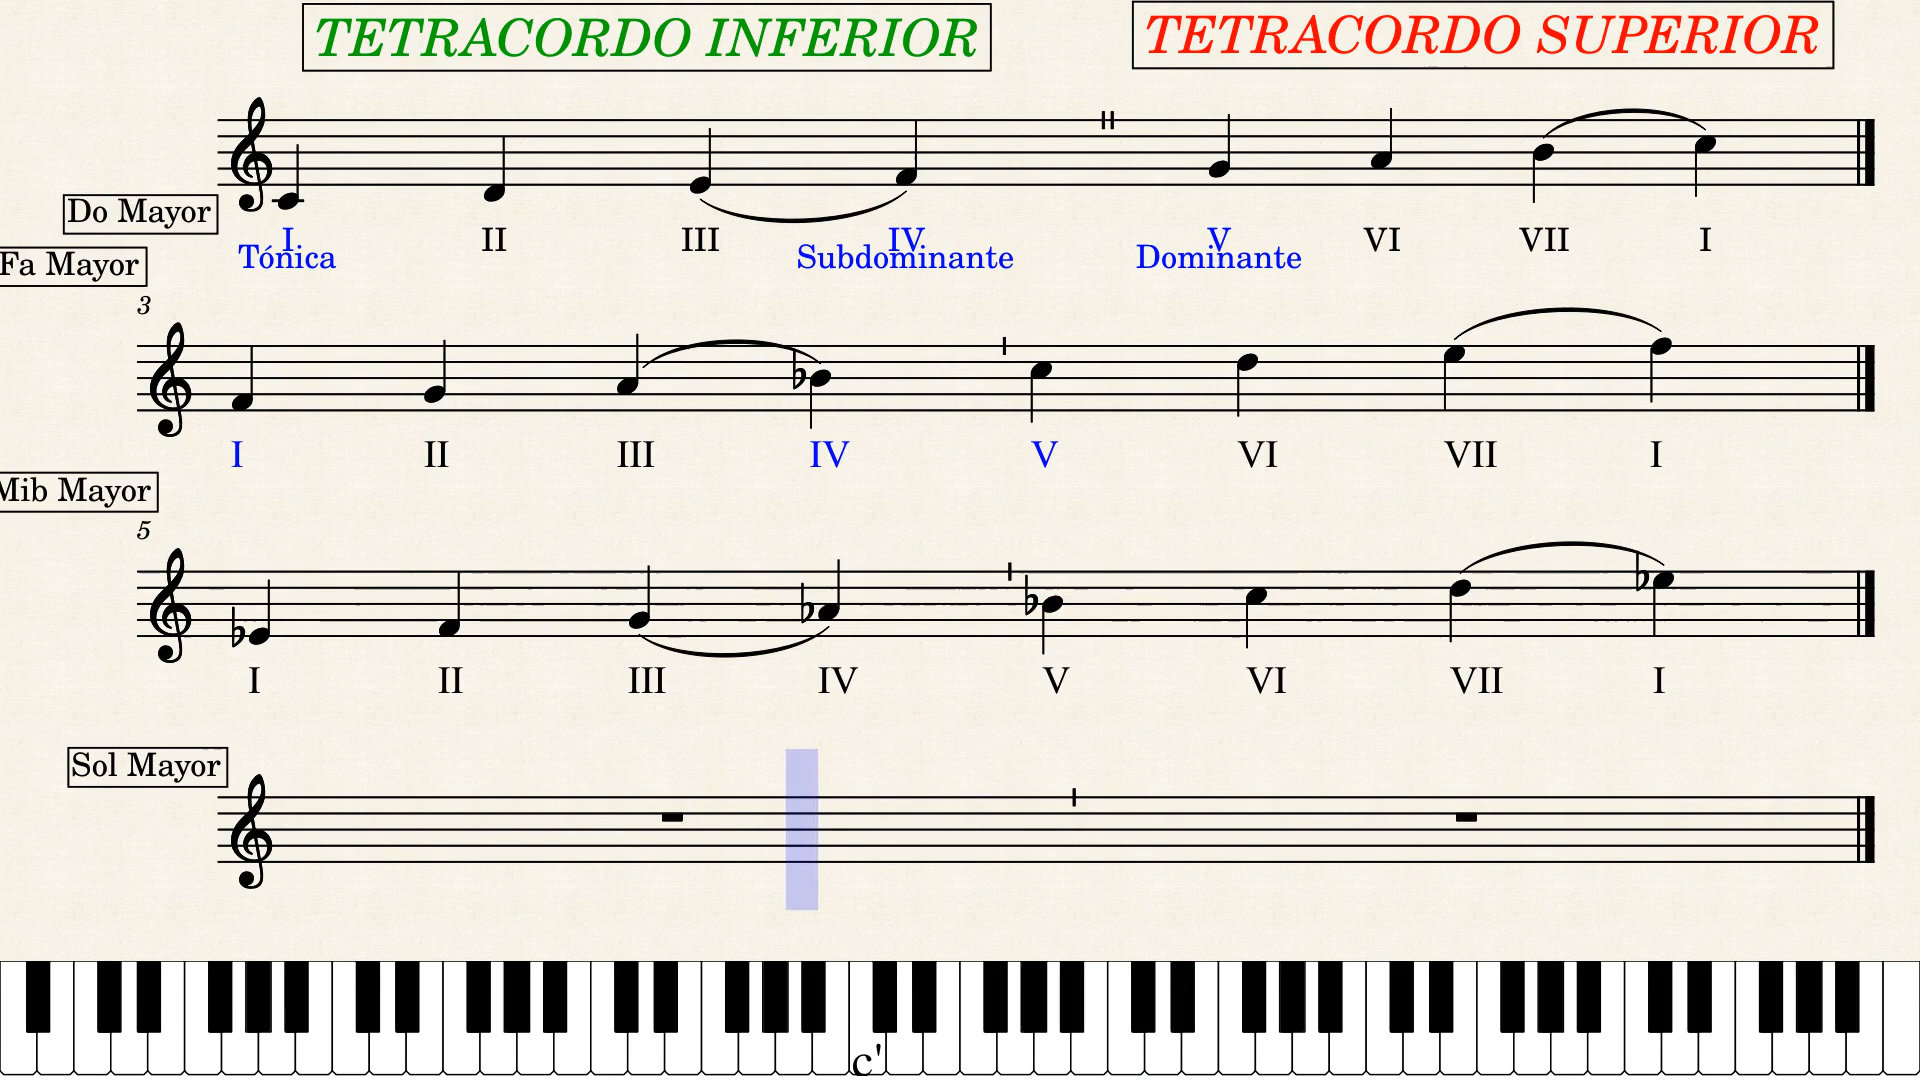 TETRACORDO INFERIOR
TETRACORDO SUPERIOR
Do Mayor
I II III IV V VI VII I
Tónica Subdominante Dominante
Fa Mayor
3
I II III IV V VI VII I
Mib Mayor
5
I II III IV V VI VII I
Sol Mayor
c'